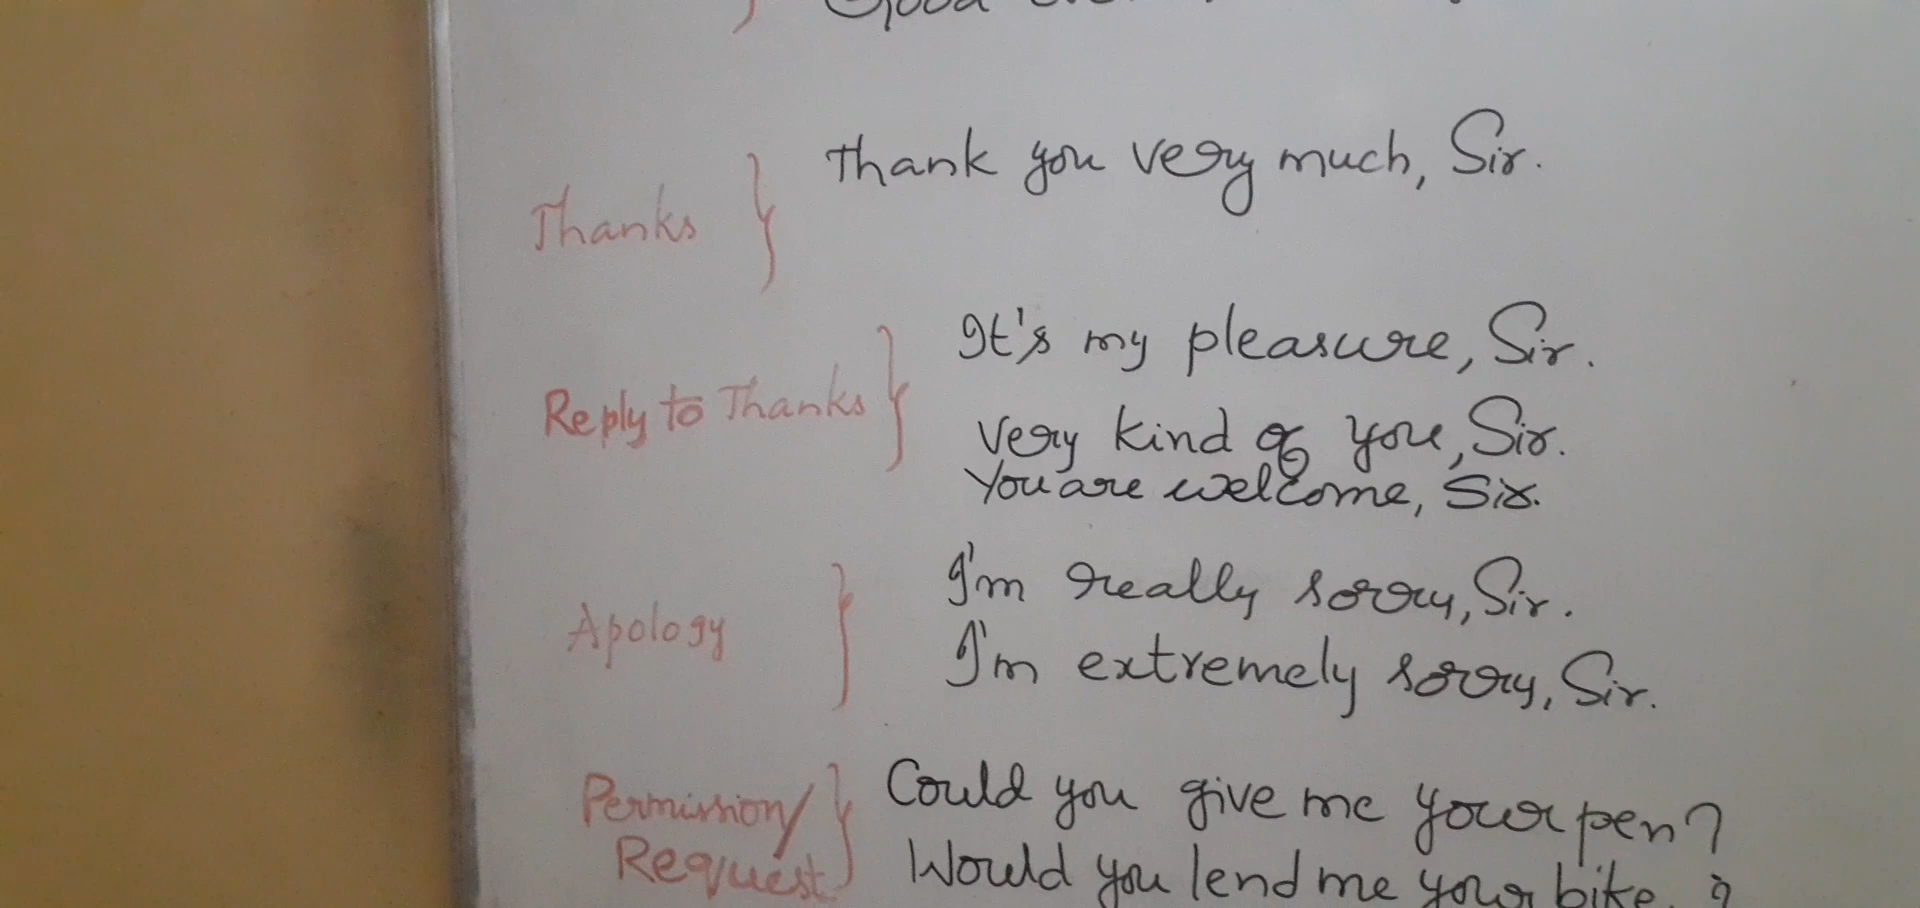 Good
Thanks } Thank you very much, Sir.
Reply to Thanks } It's my pleasure, Sir.
Very kind of you, Sir.
You are welcome, Sir.
Apology } I'm really sorry, Sir.
I'm extremely sorry, Sir.
Permission/ } Could you give me your pen?
Request Would you lend me your bike. ?